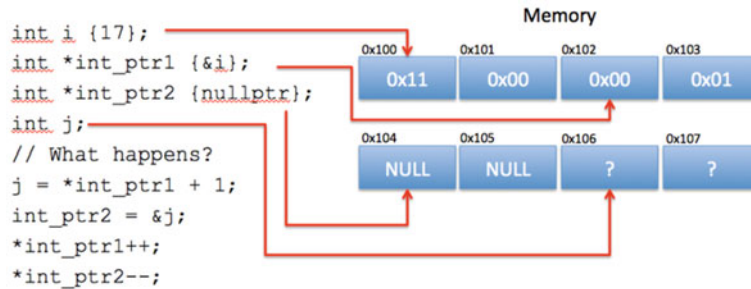 Memory
int i {17};
int *int_ptr1 {&i};
int *int_ptr2 {nullptr};
int j;
// What happens?
j = *int_ptr1 + 1;
int_ptr2 = &j;
*int_ptr1++;
*int_ptr2--;
0x100 0x101 0x102 0x103
0x11 0x00 0x00 0x01
0x104 0x105 0x106 0x107
NULL NULL ? ?